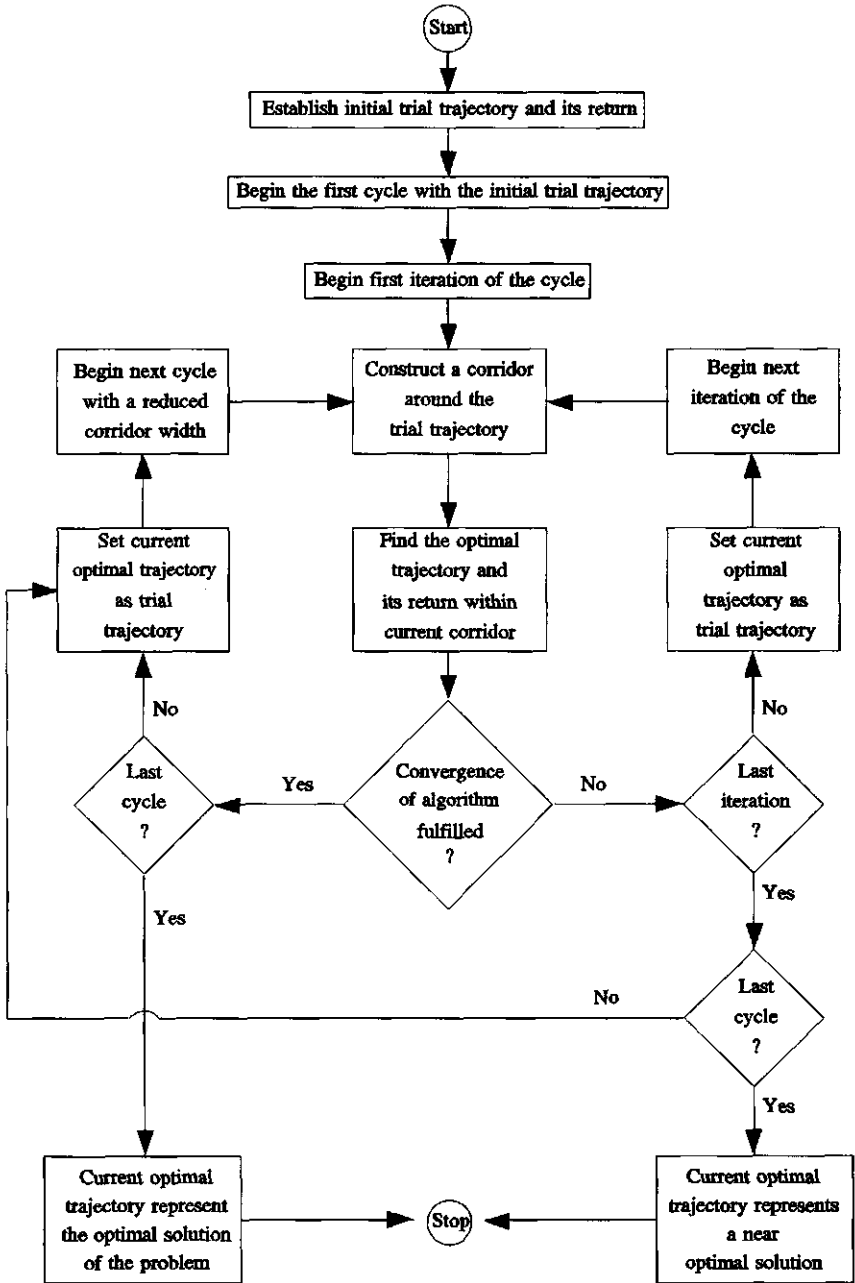 Start
Establish initial trial trajectory and its return
Begin the first cycle with the initial trial trajectory
Begin first iteration of the cycle
Begin next cycle
with a reduced
corridor width
Construct a corridor
around the
trial trajectory
Begin next
iteration of the
cycle
Set current
optimal trajectory
as trial
trajectory
Find the optimal
trajectory and
its return within
current corridor
Set current
optimal
trajectory as
trial trajectory
No
No
Last
cycle
?
Yes
Convergence
of algorithm
fulfilled
?
No
Last
iteration
?
Yes
Yes
No
Last
cycle
?
Yes
Current optimal
trajectory represent
the optimal solution
of the problem
Stop
Current optimal
trajectory represents
a near
optimal solution